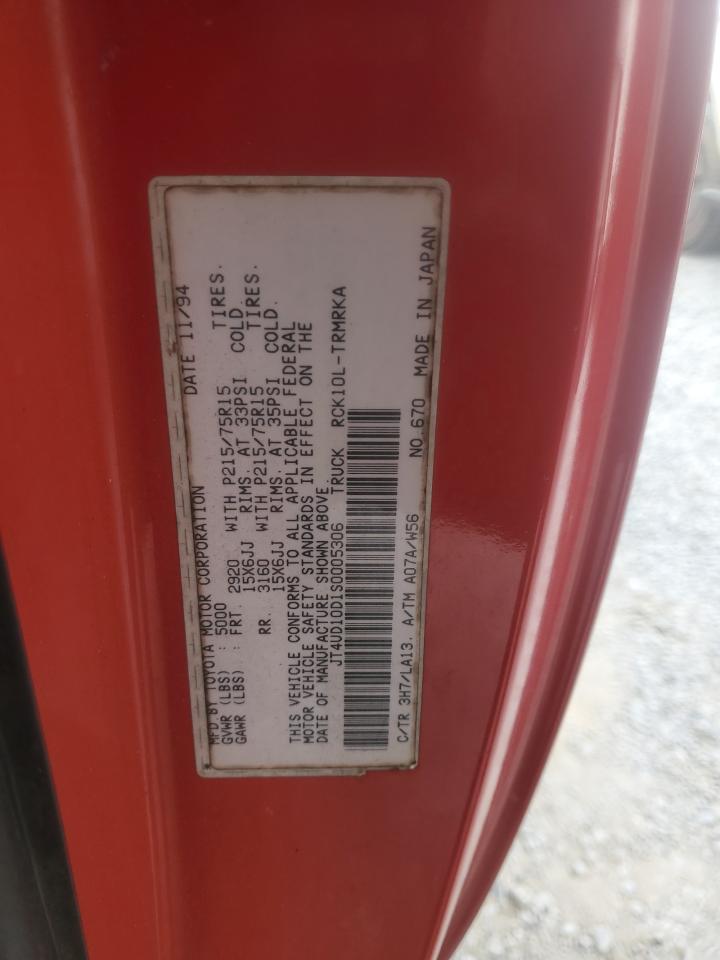 MFD BY TOYOTA MOTOR CORPORATION DATE 11/94
GVWR (LBS) : 5000
GAWR (LBS) : FRT. 2920 WITH P215/75R15 TIRES.
15X6JJ RIMS. AT 33PSI COLD.
RR. 3160 WITH P215/75R15 TIRES.
15X6JJ RIMS. AT 35PSI COLD.
THIS VEHICLE CONFORMS TO ALL APPLICABLE FEDERAL
MOTOR VEHICLE SAFETY STANDARDS IN EFFECT ON THE
DATE OF MANUFACTURE SHOWN ABOVE.
JT4UD10D1S0005306 TRUCK RCK10L-TRMRKA
C/TR 3H7/LA13. A/TM A07A/W56 NO.670 MADE IN JAPAN